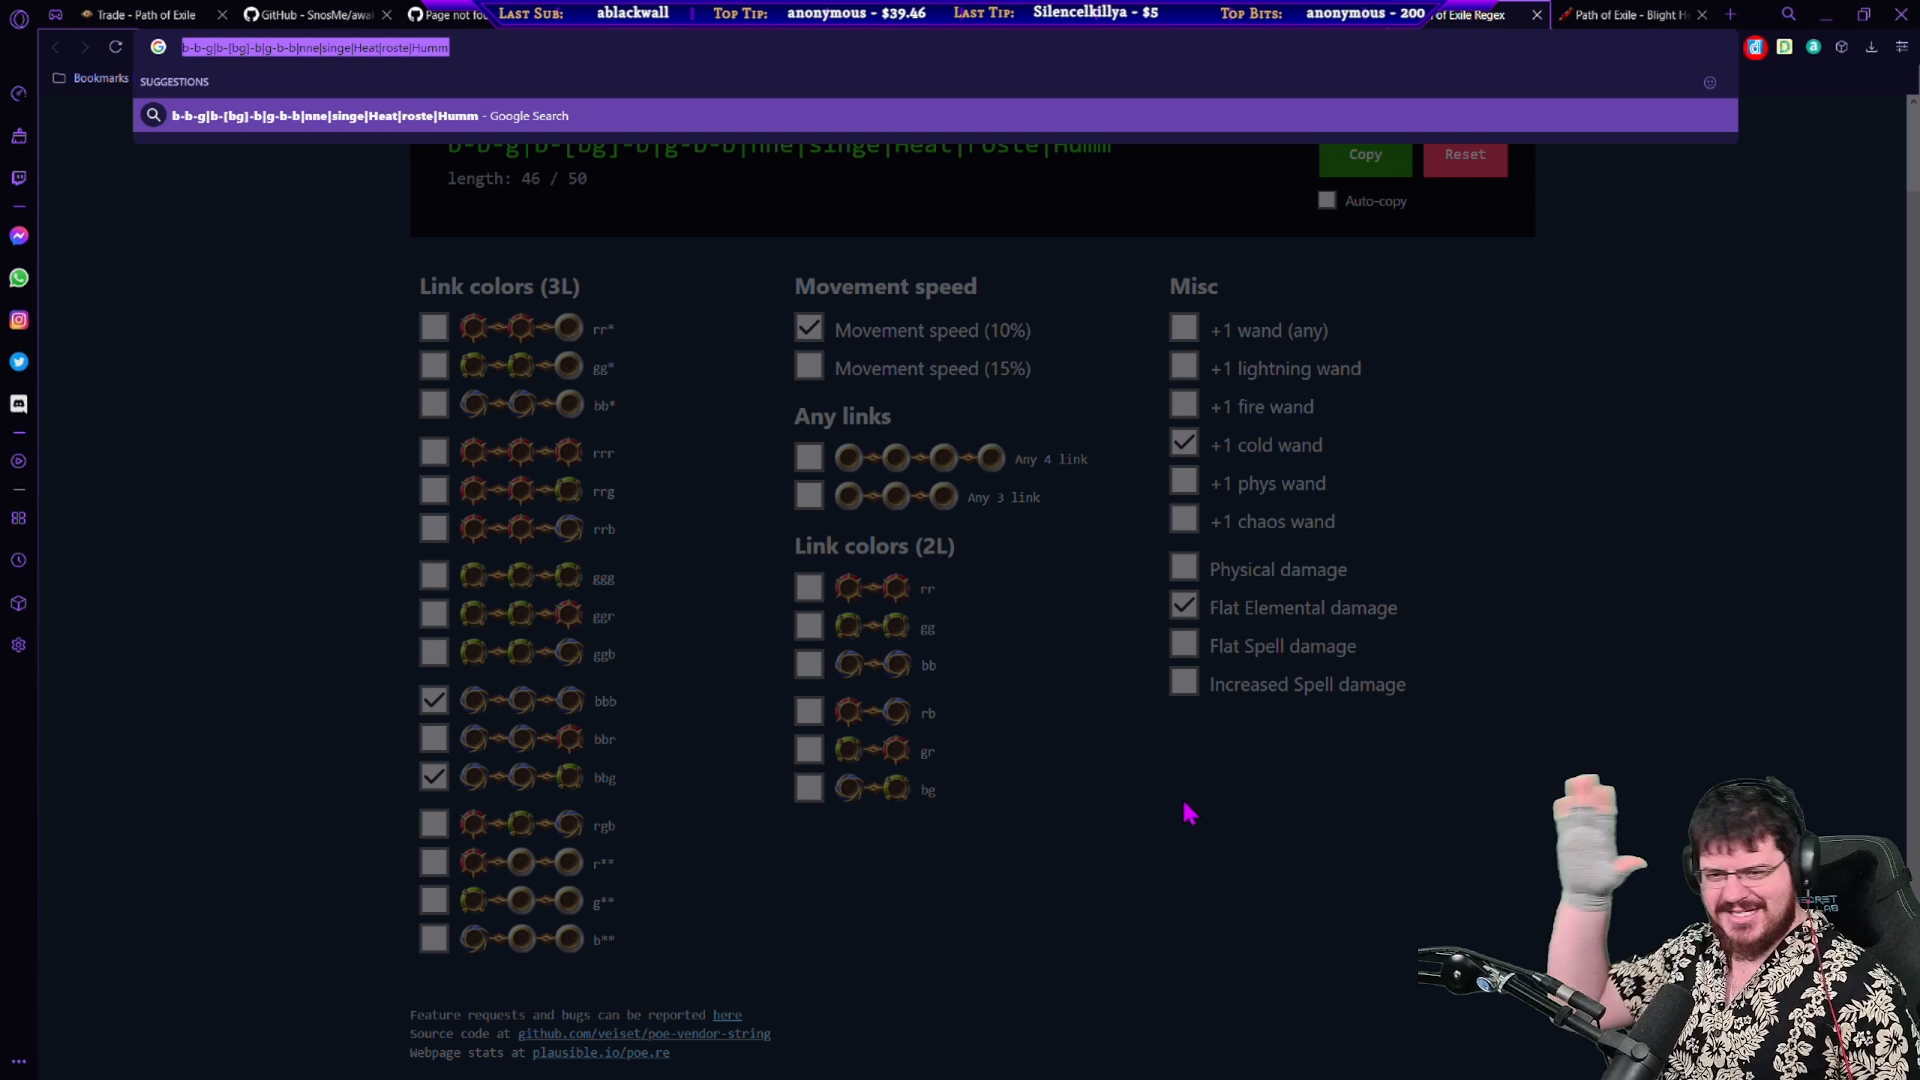 Trade - Path of Exile
GitHub - SnosMe/awa
Page not fo
Last Sub: ablackwall
Top Tip: anonymous - $39.46
Last Tip: Silencelkillya - $5
Top Bits: anonymous - 200
of Exile Regex
Path of Exile - Blight H
b-b-g|b-[bg]-b|g-b-b|nne|singe|Heat|roste|Humm
Bookmarks
SUGGESTIONS
b-b-g|b-[bg]-b|g-b-b|nne|singe|Heat|roste|Humm - Google Search
b-b-g|b-[bg]-b|g-b-b|nne|singe|Heat|roste|Humm
length: 46 / 50
Copy
Reset
Auto-copy
Link colors (3L)
rr*
gg*
bb*
rrr
rrg
rrb
ggg
ggr
ggb
bbb
bbr
bbg
rgb
r**
g**
b**
Movement speed
Movement speed (10%)
Movement speed (15%)
Any links
Any 4 link
Any 3 link
Link colors (2L)
rr
gg
bb
rb
gr
bg
Misc
+1 wand (any)
+1 lightning wand
+1 fire wand
+1 cold wand
+1 phys wand
+1 chaos wand
Physical damage
Flat Elemental damage
Flat Spell damage
Increased Spell damage
Feature requests and bugs can be reported here
Source code at github.com/veiset/poe-vendor-string
Webpage stats at plausible.io/poe.re